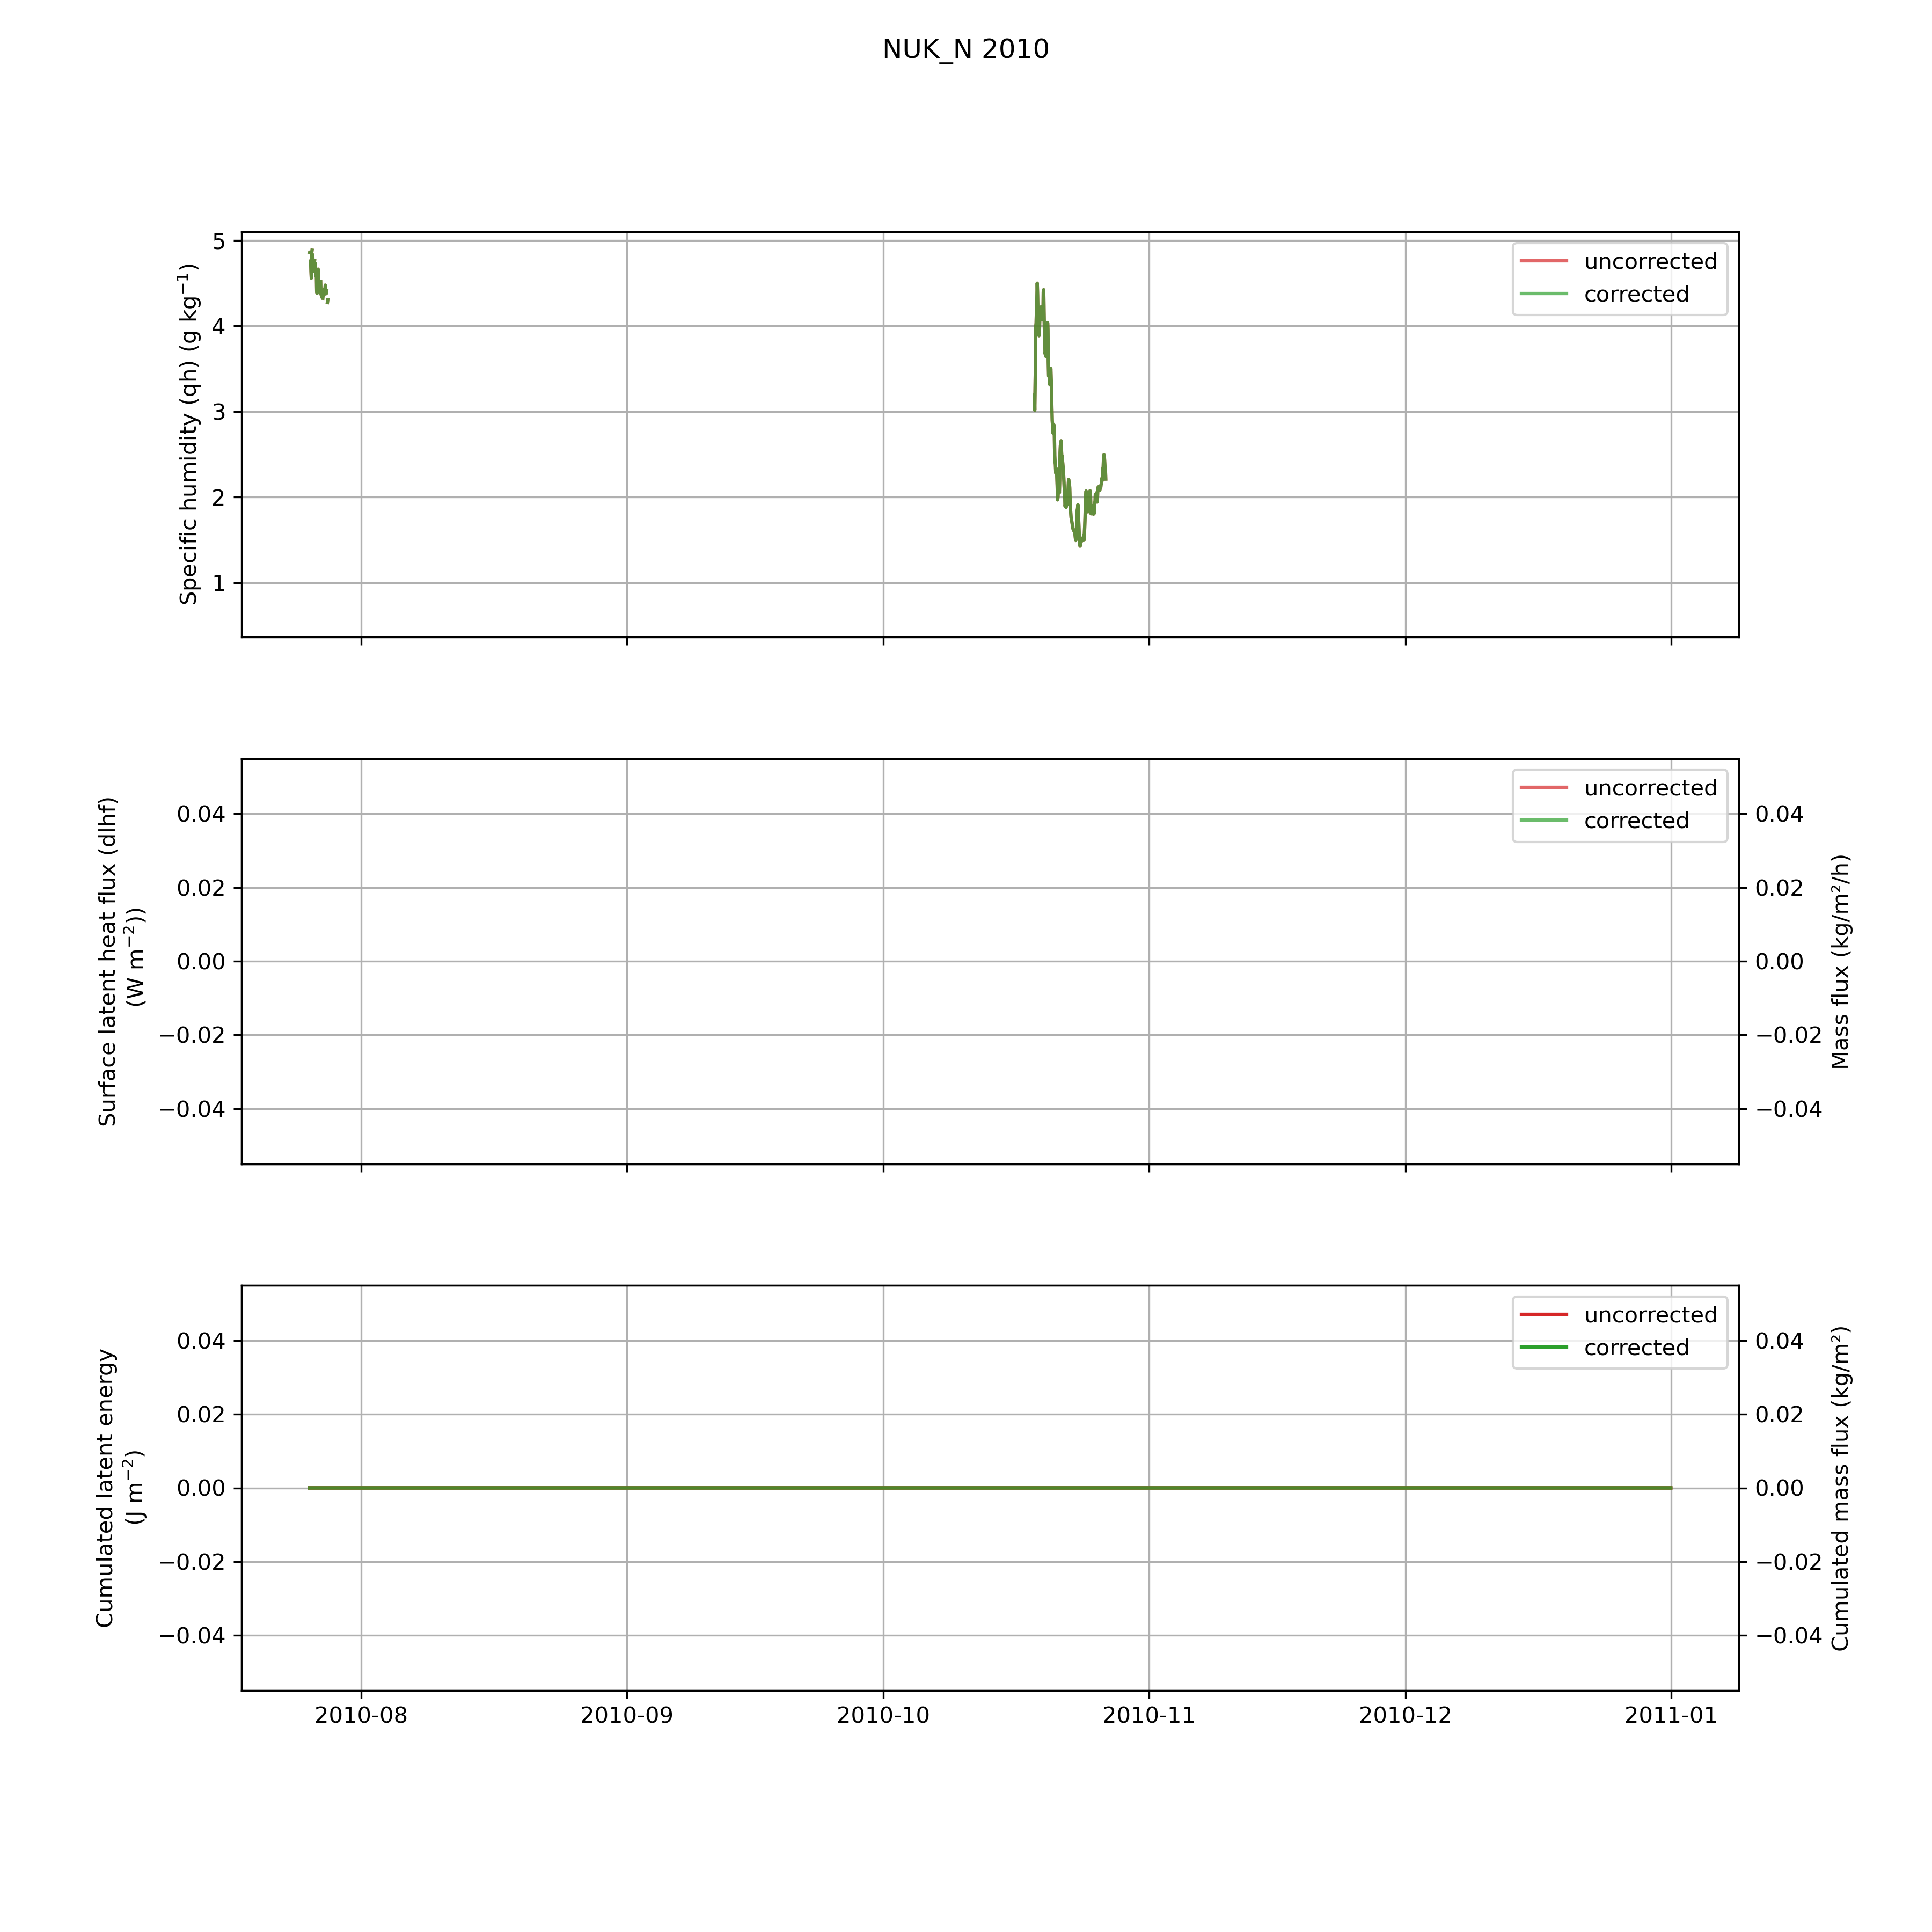 NUK_N 2010
Specific humidity (qh) (g kg⁻¹)
5
4
3
2
1
uncorrected
corrected
Surface latent heat flux (dlhf)
(W m⁻²))
0.04
0.02
0.00
−0.02
−0.04
uncorrected
corrected
0.04
0.02
0.00
−0.02
−0.04
Mass flux (kg/m²/h)
Cumulated latent energy
(J m⁻²)
0.04
0.02
0.00
−0.02
−0.04
uncorrected
corrected
0.04
0.02
0.00
−0.02
−0.04
Cumulated mass flux (kg/m²)
2010-08
2010-09
2010-10
2010-11
2010-12
2011-01